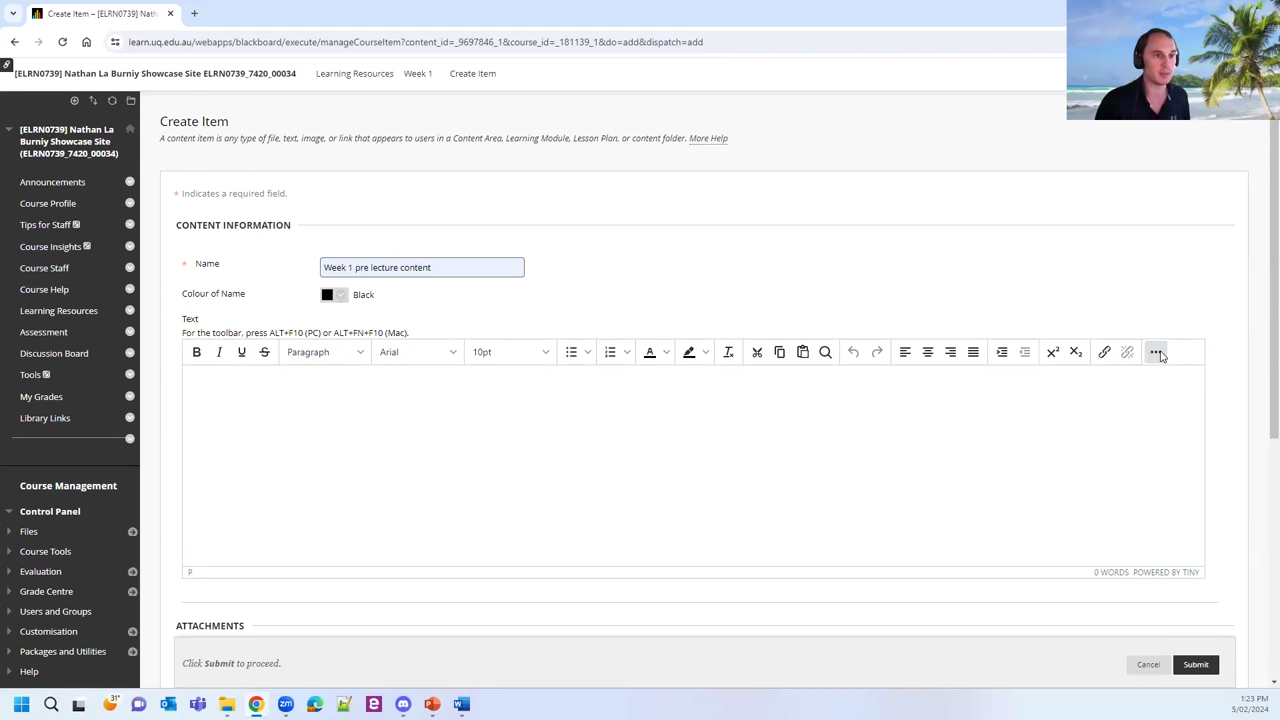 Create Item – [ELRN0739] Nath
learn.uq.edu.au/webapps/blackboard/execute/manageCourseItem?content_id=_9697846_1&course_id=_181139_1&do=add&dispatch=add
[ELRN0739] Nathan La Burniy Showcase Site ELRN0739_7420_00034 Learning Resources Week 1 Create Item
[ELRN0739] Nathan La
Burniy Showcase Site
(ELRN0739_7420_00034)
Announcements
Course Profile
Tips for Staff
Course Insights
Course Staff
Course Help
Learning Resources
Assessment
Discussion Board
Tools
My Grades
Library Links
Course Management
Control Panel
Files
Course Tools
Evaluation
Grade Centre
Users and Groups
Customisation
Packages and Utilities
Help
Create Item
A content item is any type of file, text, image, or link that appears to users in a Content Area, Learning Module, Lesson Plan, or content folder. More Help
* Indicates a required field.
CONTENT INFORMATION
* Name Week 1 pre lecture content
Colour of Name Black
Text
For the toolbar, press ALT+F10 (PC) or ALT+FN+F10 (Mac).
B I U S Paragraph Arial 10pt
P 0 WORDS POWERED BY TINY
ATTACHMENTS
Click Submit to proceed. Cancel Submit
31°
1:23 PM
5/02/2024